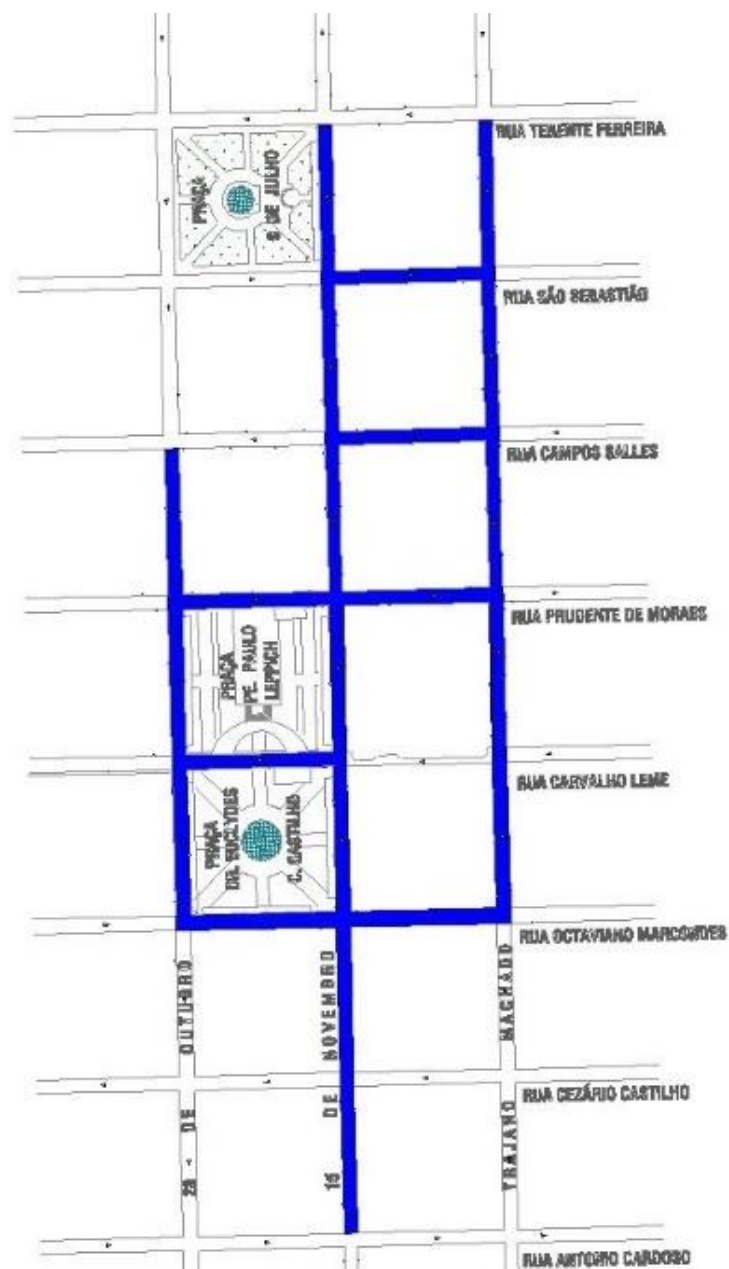 RUA TENENTE FERREIRA
PRAÇA
9 DE JULHO
RUA SÃO SEBASTIÃO
RUA CAMPOS SALLES
RUA PRUDENTE DE MORAES
PRAÇA
PE. PAULO
LEPPICH
RUA CARVALHO LEME
PRAÇA
DR. EUCLYDES
C. CASTILHO
RUA OCTAVIANO MARCONDES
28 DE OUTUBRO
15 DE NOVEMBRO
TRAJANO MACHADO
RUA CEZÁRIO CASTILHO
RUA ANTONIO CARDOSO